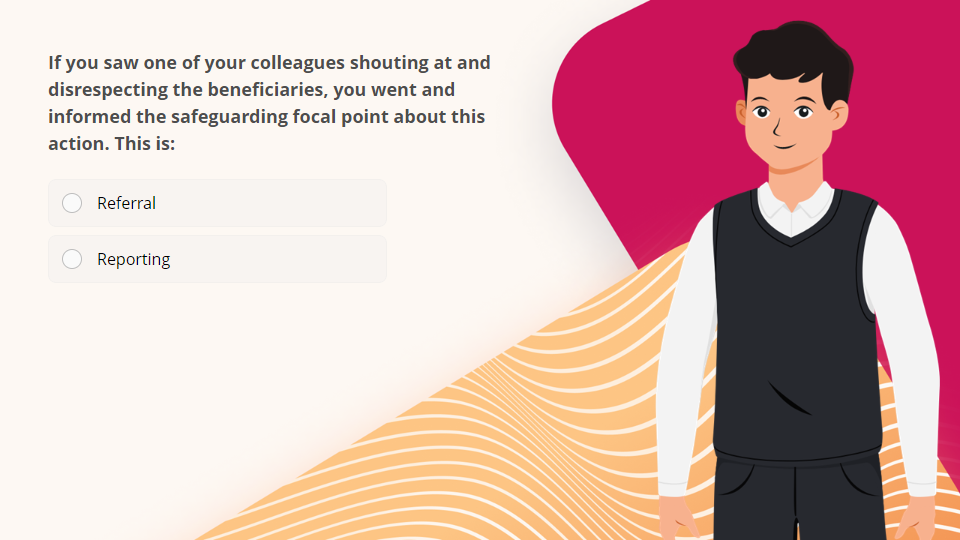 If you saw one of your colleagues shouting at and
disrespecting the beneficiaries, you went and
informed the safeguarding focal point about this
action. This is:
Referral
Reporting